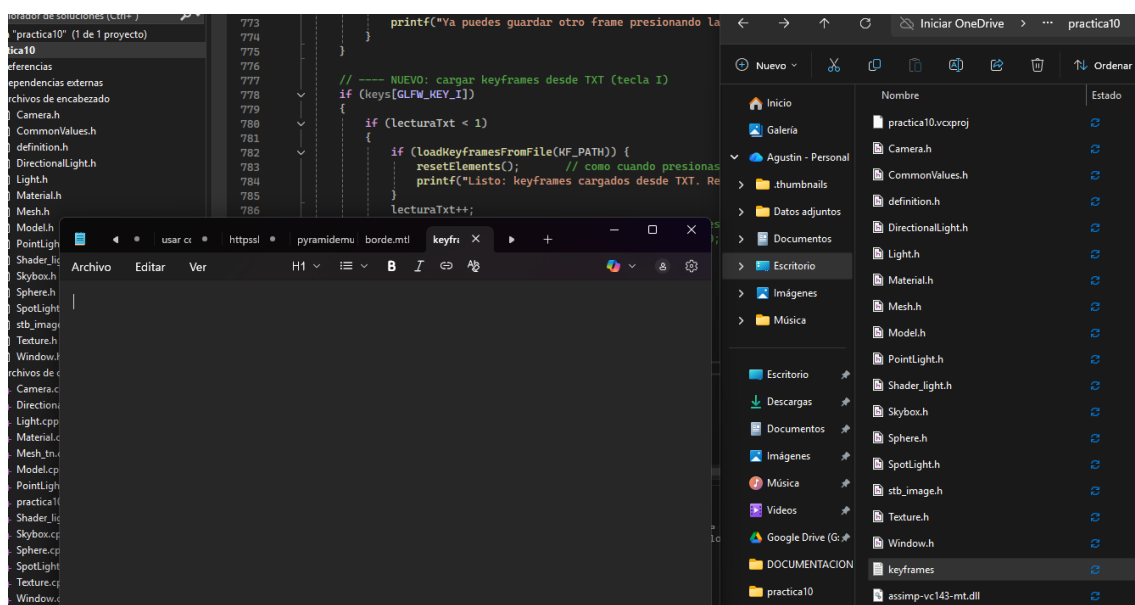 lorador de soluciones (Ctrl+ )
"practica10" (1 de 1 proyecto)
tica10
eferencias
ependencias externas
rchivos de encabezado
Camera.h
CommonValues.h
definition.h
DirectionalLight.h
Light.h
Material.h
Mesh.h
Model.h
PointLigh
Shader_lig
Skybox.h
Sphere.h
SpotLight
stb_imag
Texture.h
Window.h
rchivos de c
Camera.c
Directiona
Light.cpp
Material.c
Mesh_tn.c
Model.cp
PointLigh
practica1
Shader_lig
Skybox.cp
Sphere.cp
SpotLight
Texture.cp
Window.c
773 printf("Ya puedes guardar otro frame presionando la
774 }
775 }
776
777 // ---- NUEVO: cargar keyframes desde TXT (tecla I)
778 if (keys[GLFW_KEY_I])
779 {
780 if (lecturaTxt < 1)
781 {
782 if (loadKeyframesFromFile(KF_PATH)) {
783 resetElements(); // como cuando presionas
784 printf("Listo: keyframes cargados desde TXT. Re
785 }
786 lecturaTxt++;
usar cc httpssl pyramidemu borde.mtl keyfra
Archivo Editar Ver H1 B I
Iniciar OneDrive > ... practica10
Nuevo Ordenar
Inicio
Galería
Agustin - Personal
.thumbnails
Datos adjuntos
Documentos
Escritorio
Imágenes
Música
Escritorio
Descargas
Documentos
Imágenes
Música
Videos
Google Drive (G:
DOCUMENTACION
practica10
Nombre Estado
practica10.vcxproj
Camera.h
CommonValues.h
definition.h
DirectionalLight.h
Light.h
Material.h
Mesh.h
Model.h
PointLight.h
Shader_light.h
Skybox.h
Sphere.h
SpotLight.h
stb_image.h
Texture.h
Window.h
keyframes
assimp-vc143-mt.dll